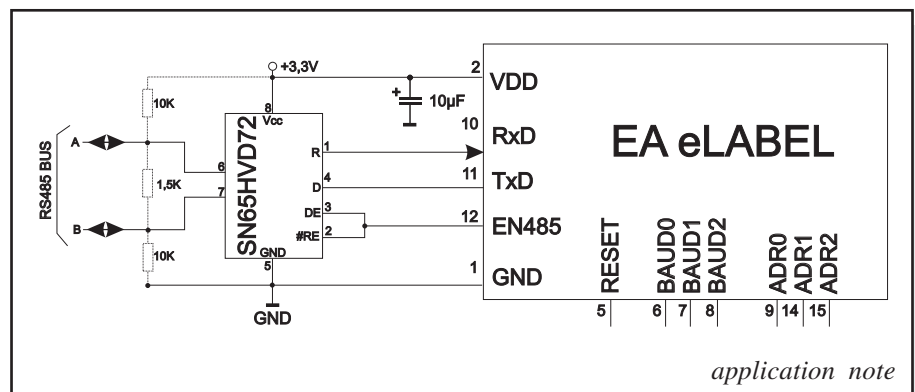 +3,3V
2 VDD
+ 10µF
10K
8
Vcc
10 RxD
EA eLABEL
A
6
R 1
RS485 BUS
1,5K
SN65HVD72
D 4
11 TxD
7
DE 3
12 EN485
B
#RE 2
10K
GND
5
1 GND
GND
RESET BAUD0 BAUD1 BAUD2 ADR0 ADR1 ADR2
5 6 7 8 9 14 15
application note